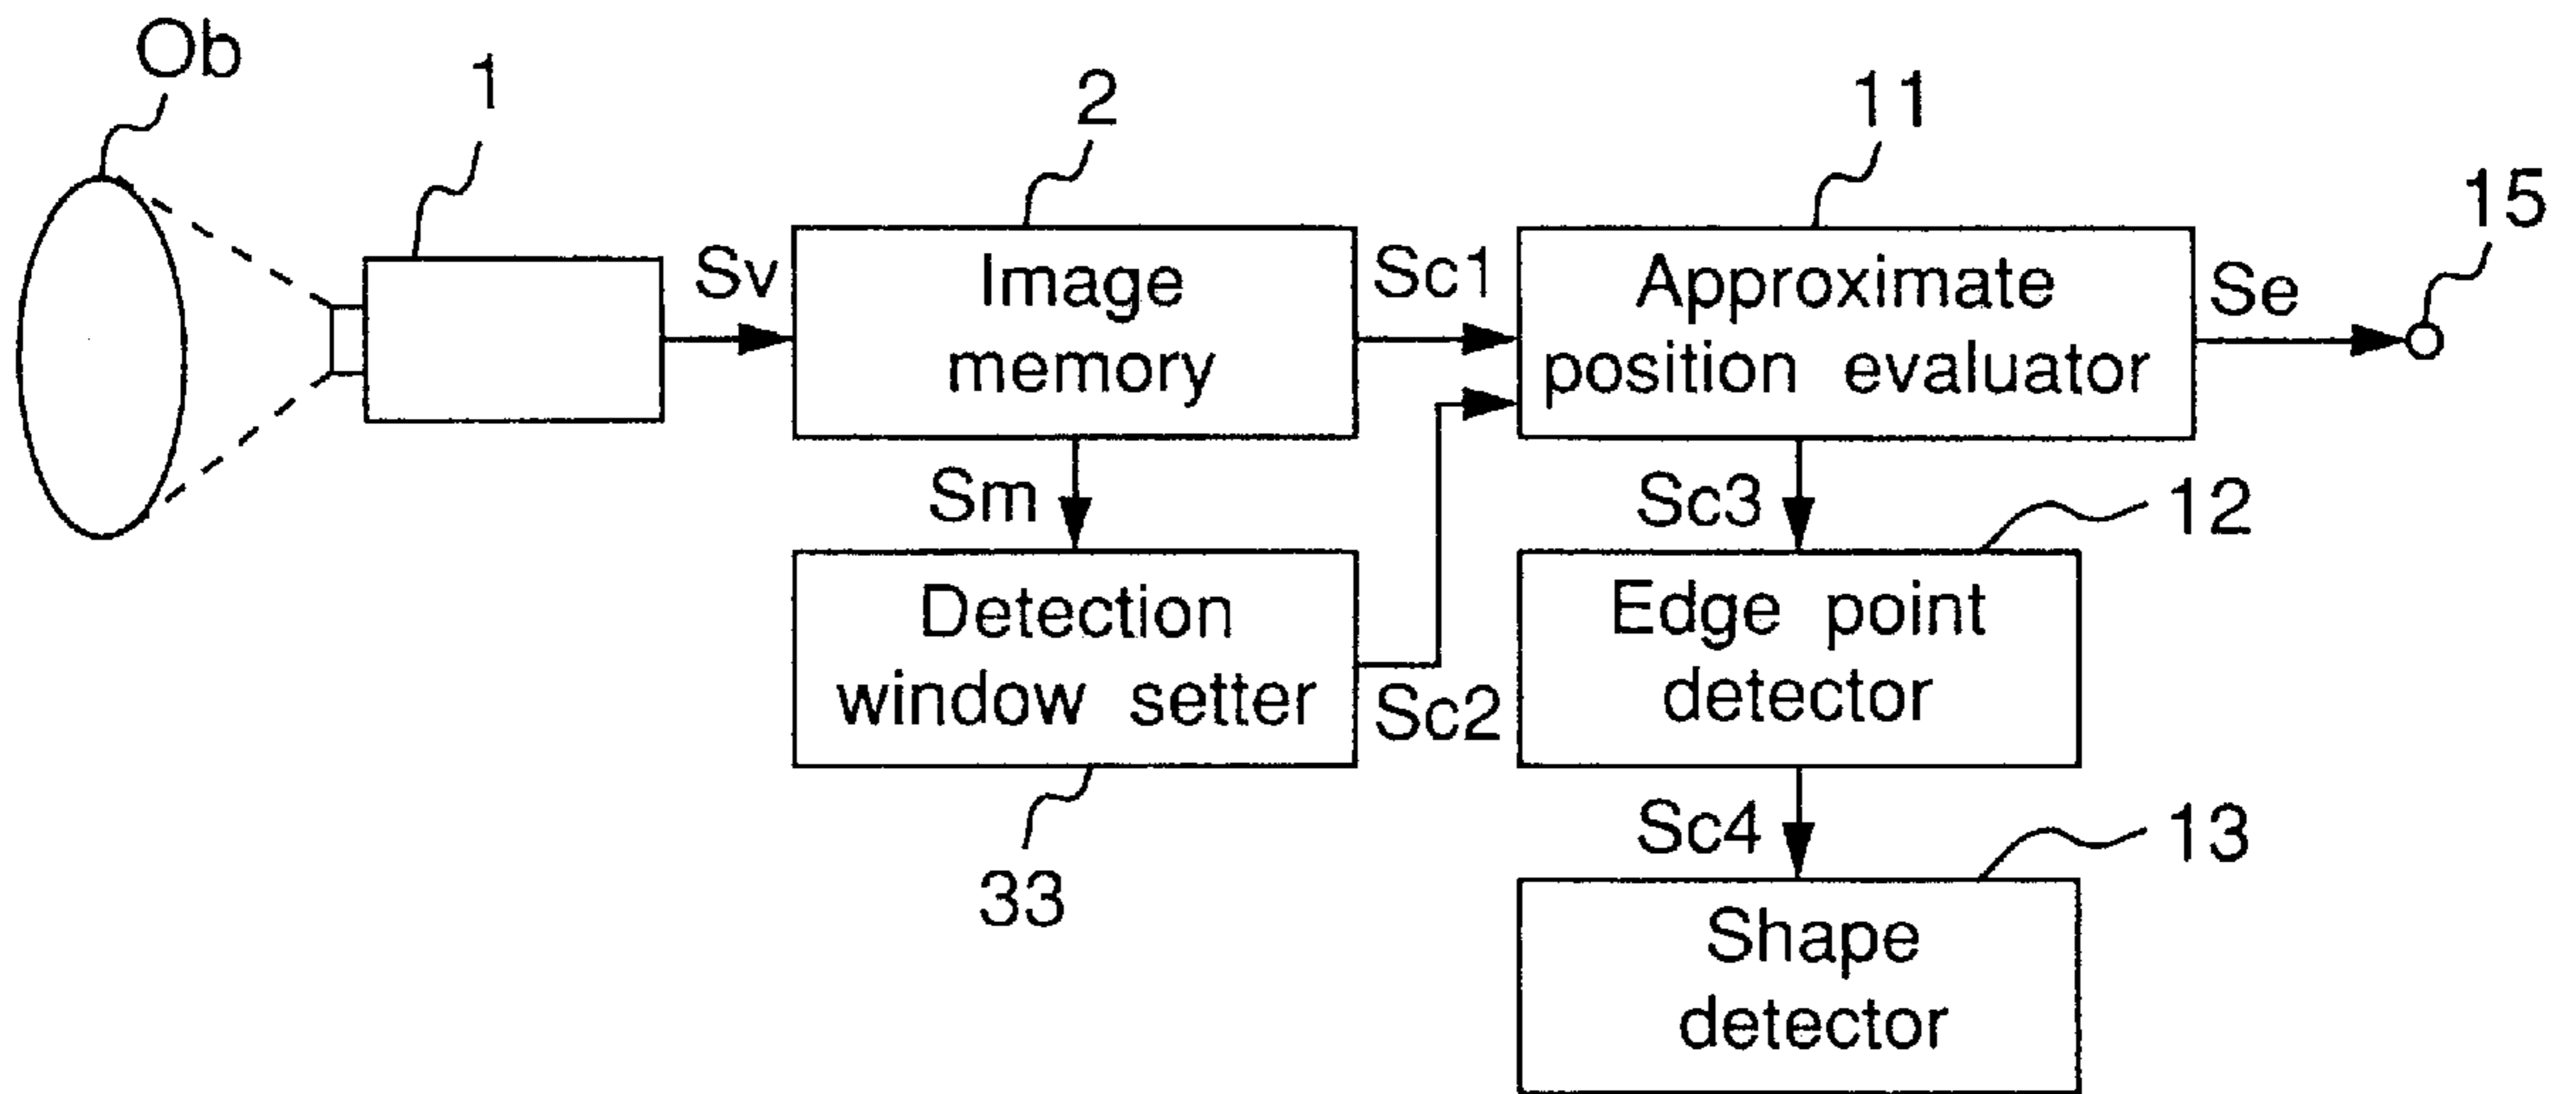 Ob
1
2
11
15
Sv
Image
memory
Sc1
Approximate
position evaluator
Se
Sm
Sc3
12
Detection
window setter
Sc2
Edge point
detector
33
Sc4
13
Shape
detector